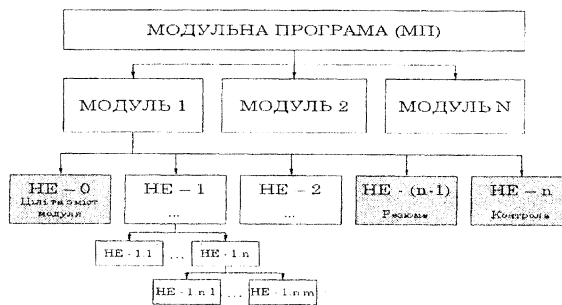 МОДУЛЬНА ПРОГРАМА (МП)
МОДУЛЬ 1
МОДУЛЬ 2
МОДУЛЬ N
НЕ – 0
Цілі та зміст
модуля
НЕ – 1
...
НЕ – 2
...
НЕ - (n-1)
Резюме
НЕ – n
Контроль
НЕ - 1.1
...
НЕ - 1.n
НЕ - 1.n.1
...
НЕ - 1.n.m